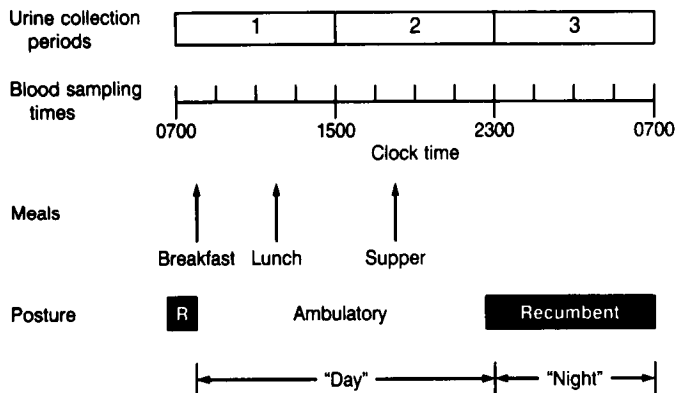 Urine collection
periods
1 2 3
Blood sampling
times
0700 1500 2300 0700
Clock time
Meals
Breakfast Lunch Supper
Posture R Ambulatory Recumbent
"Day" "Night"